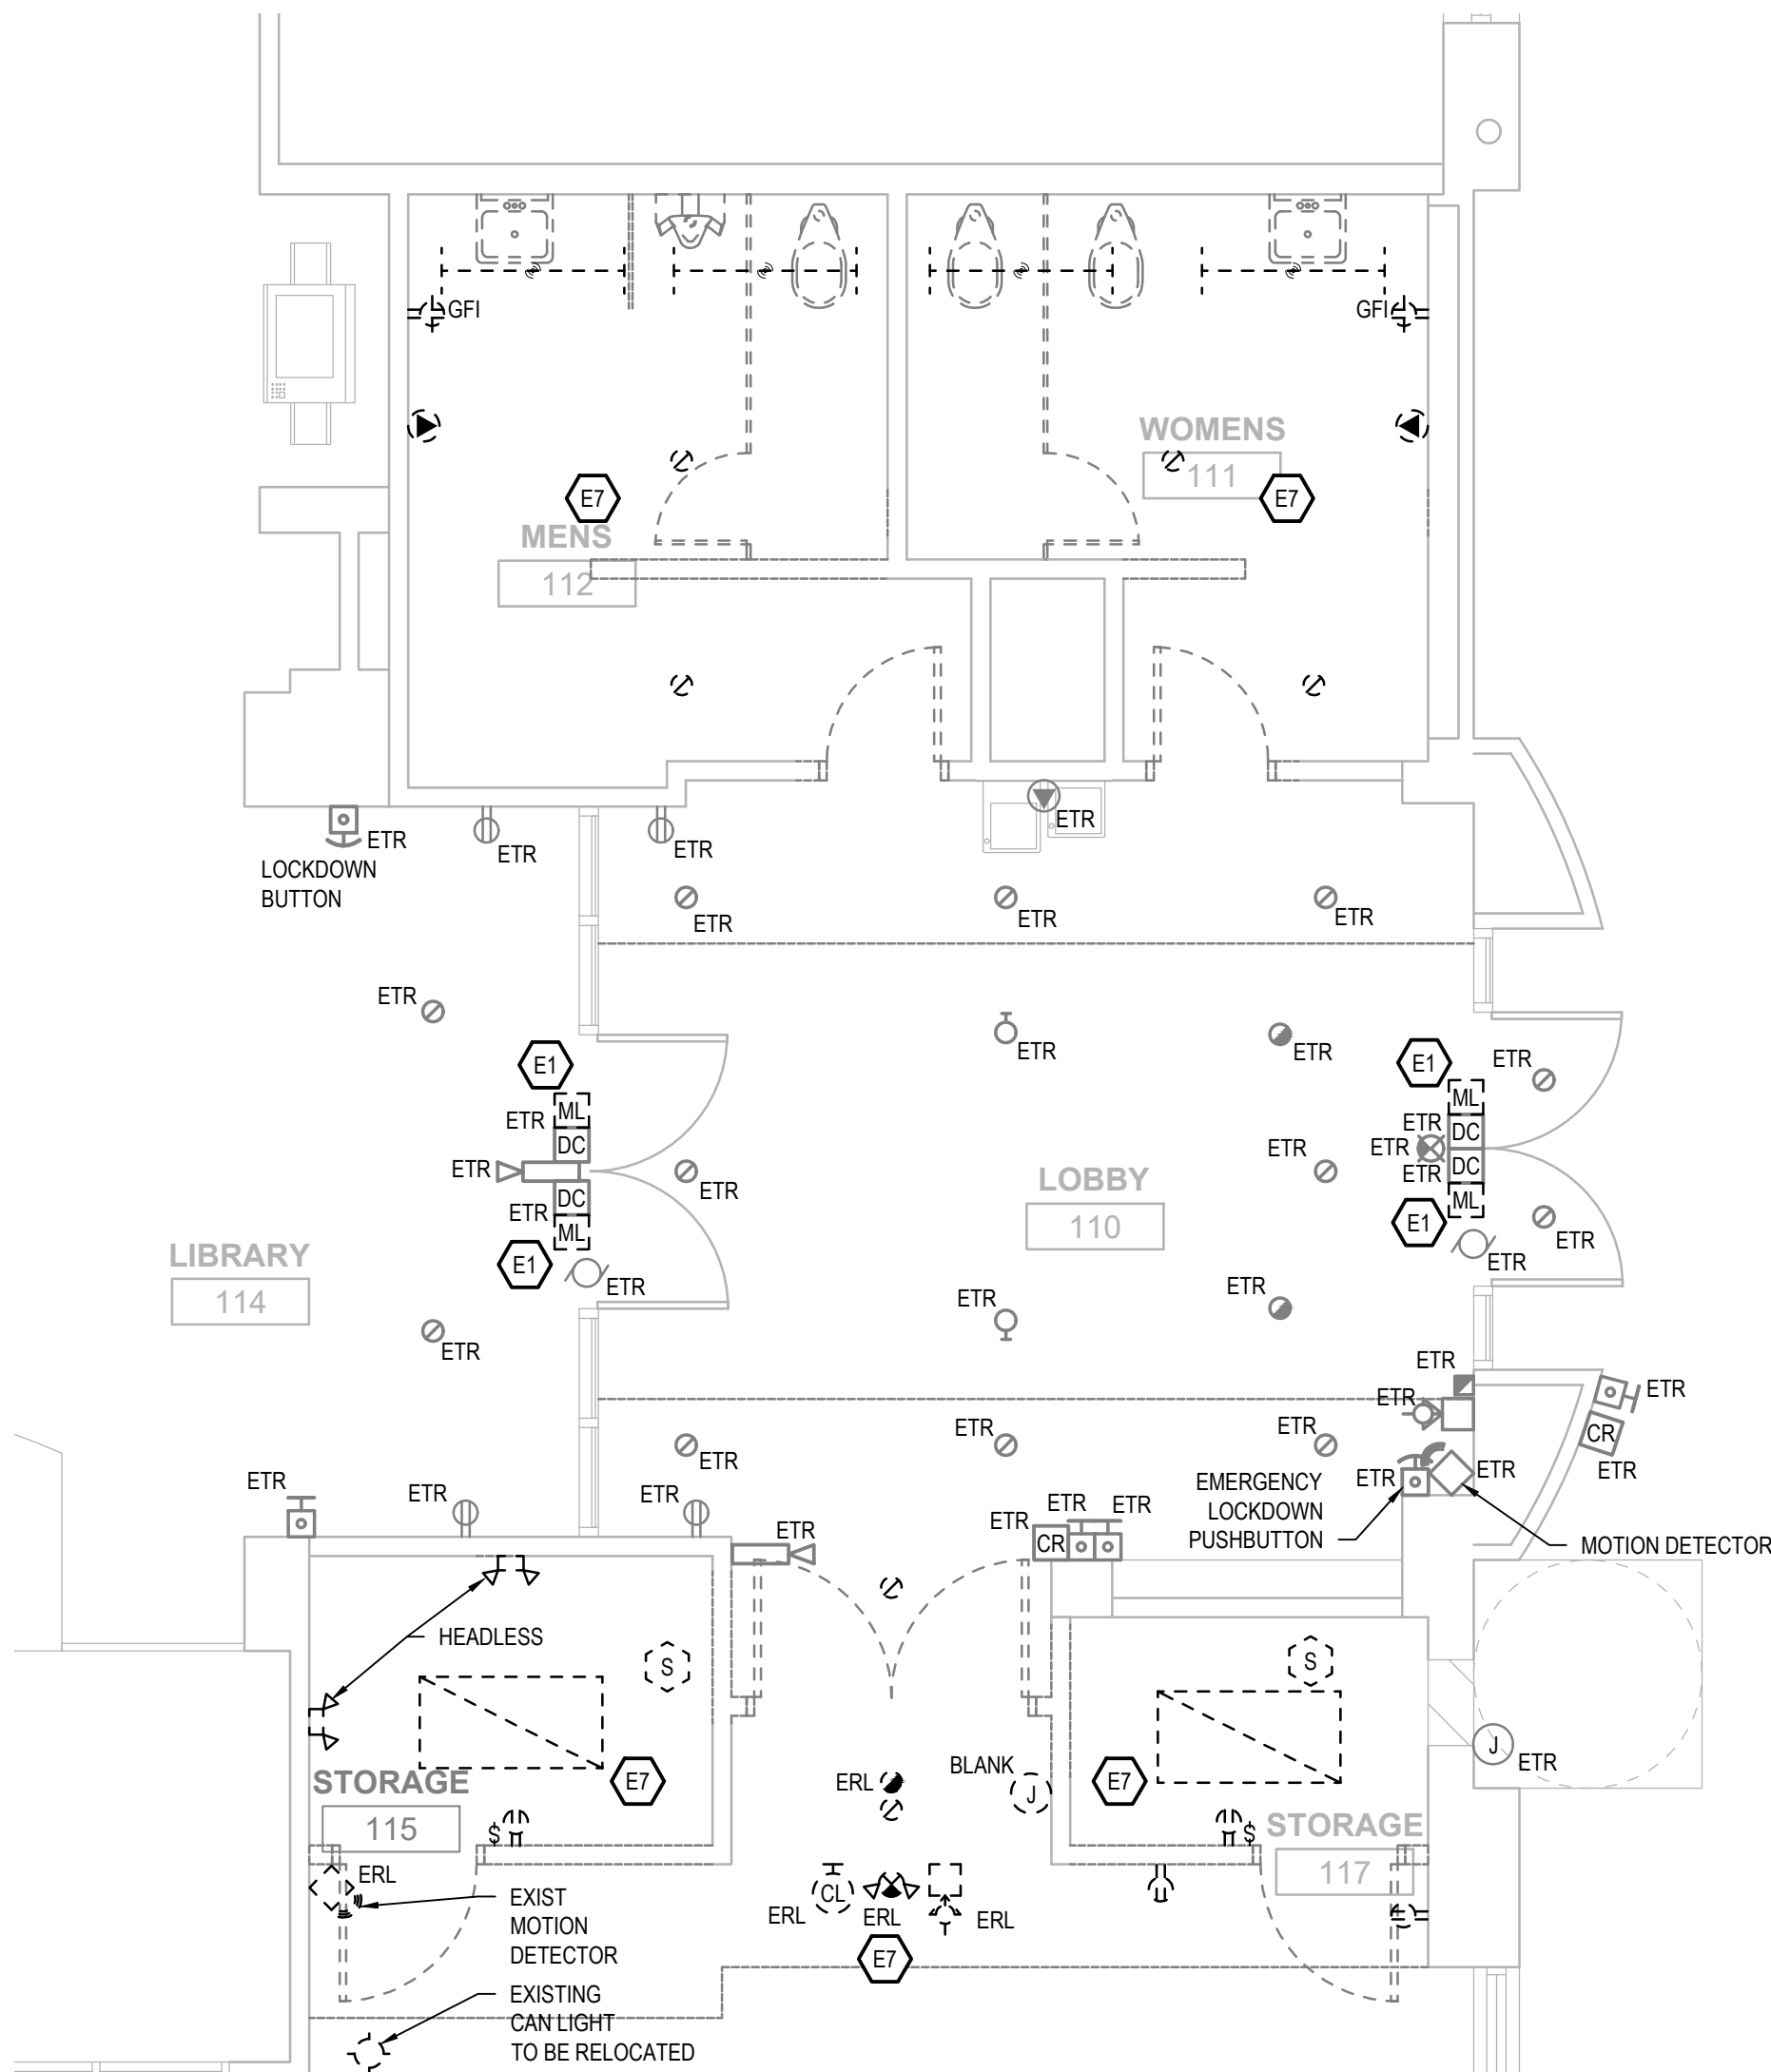 GFI
GFI
WOMENS
111
E7
E7
MENS
112
ETR
ETR
ETR
ETR
LOCKDOWN
BUTTON
ETR
ETR
ETR
ETR
ETR
ETR
ETR
E1
E1
ML
ML
ETR
ETR
DC
DC
ETR
ETR
ETR
ETR
ETR
DC
DC
ETR
ML
ML
LOBBY
110
E1
E1
ETR
ETR
ETR
LIBRARY
114
ETR
ETR
ETR
ETR
ETR
ETR
ETR
CR
ETR
ETR
ETR
ETR
ETR
ETR
ETR
ETR
EMERGENCY
LOCKDOWN
PUSHBUTTON
MOTION DETECTOR
ETR
ETR
ETR
ETR
CR
HEADLESS
S
S
J
ETR
BLANK
J
ERL
E7
E7
STORAGE
115
$
$
STORAGE
117
ERL
CL
ERL
ERL
ERL
E7
EXIST
MOTION
DETECTOR
EXISTING
CAN LIGHT
TO BE RELOCATED